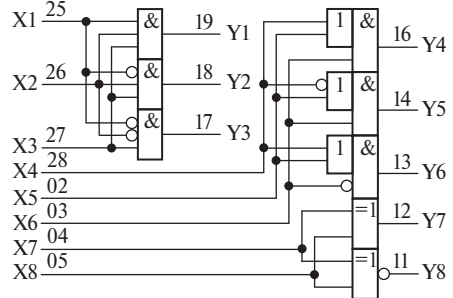 X1 25 & 19 Y1 1 & 16 Y4
X2 26 & 18 Y2 1 & 14 Y5
& 17 Y3
X3 27 1 & 13 Y6
X4 28
X5 02
X6 03 =1 12 Y7
X7 04
X8 05 =1 11 Y8